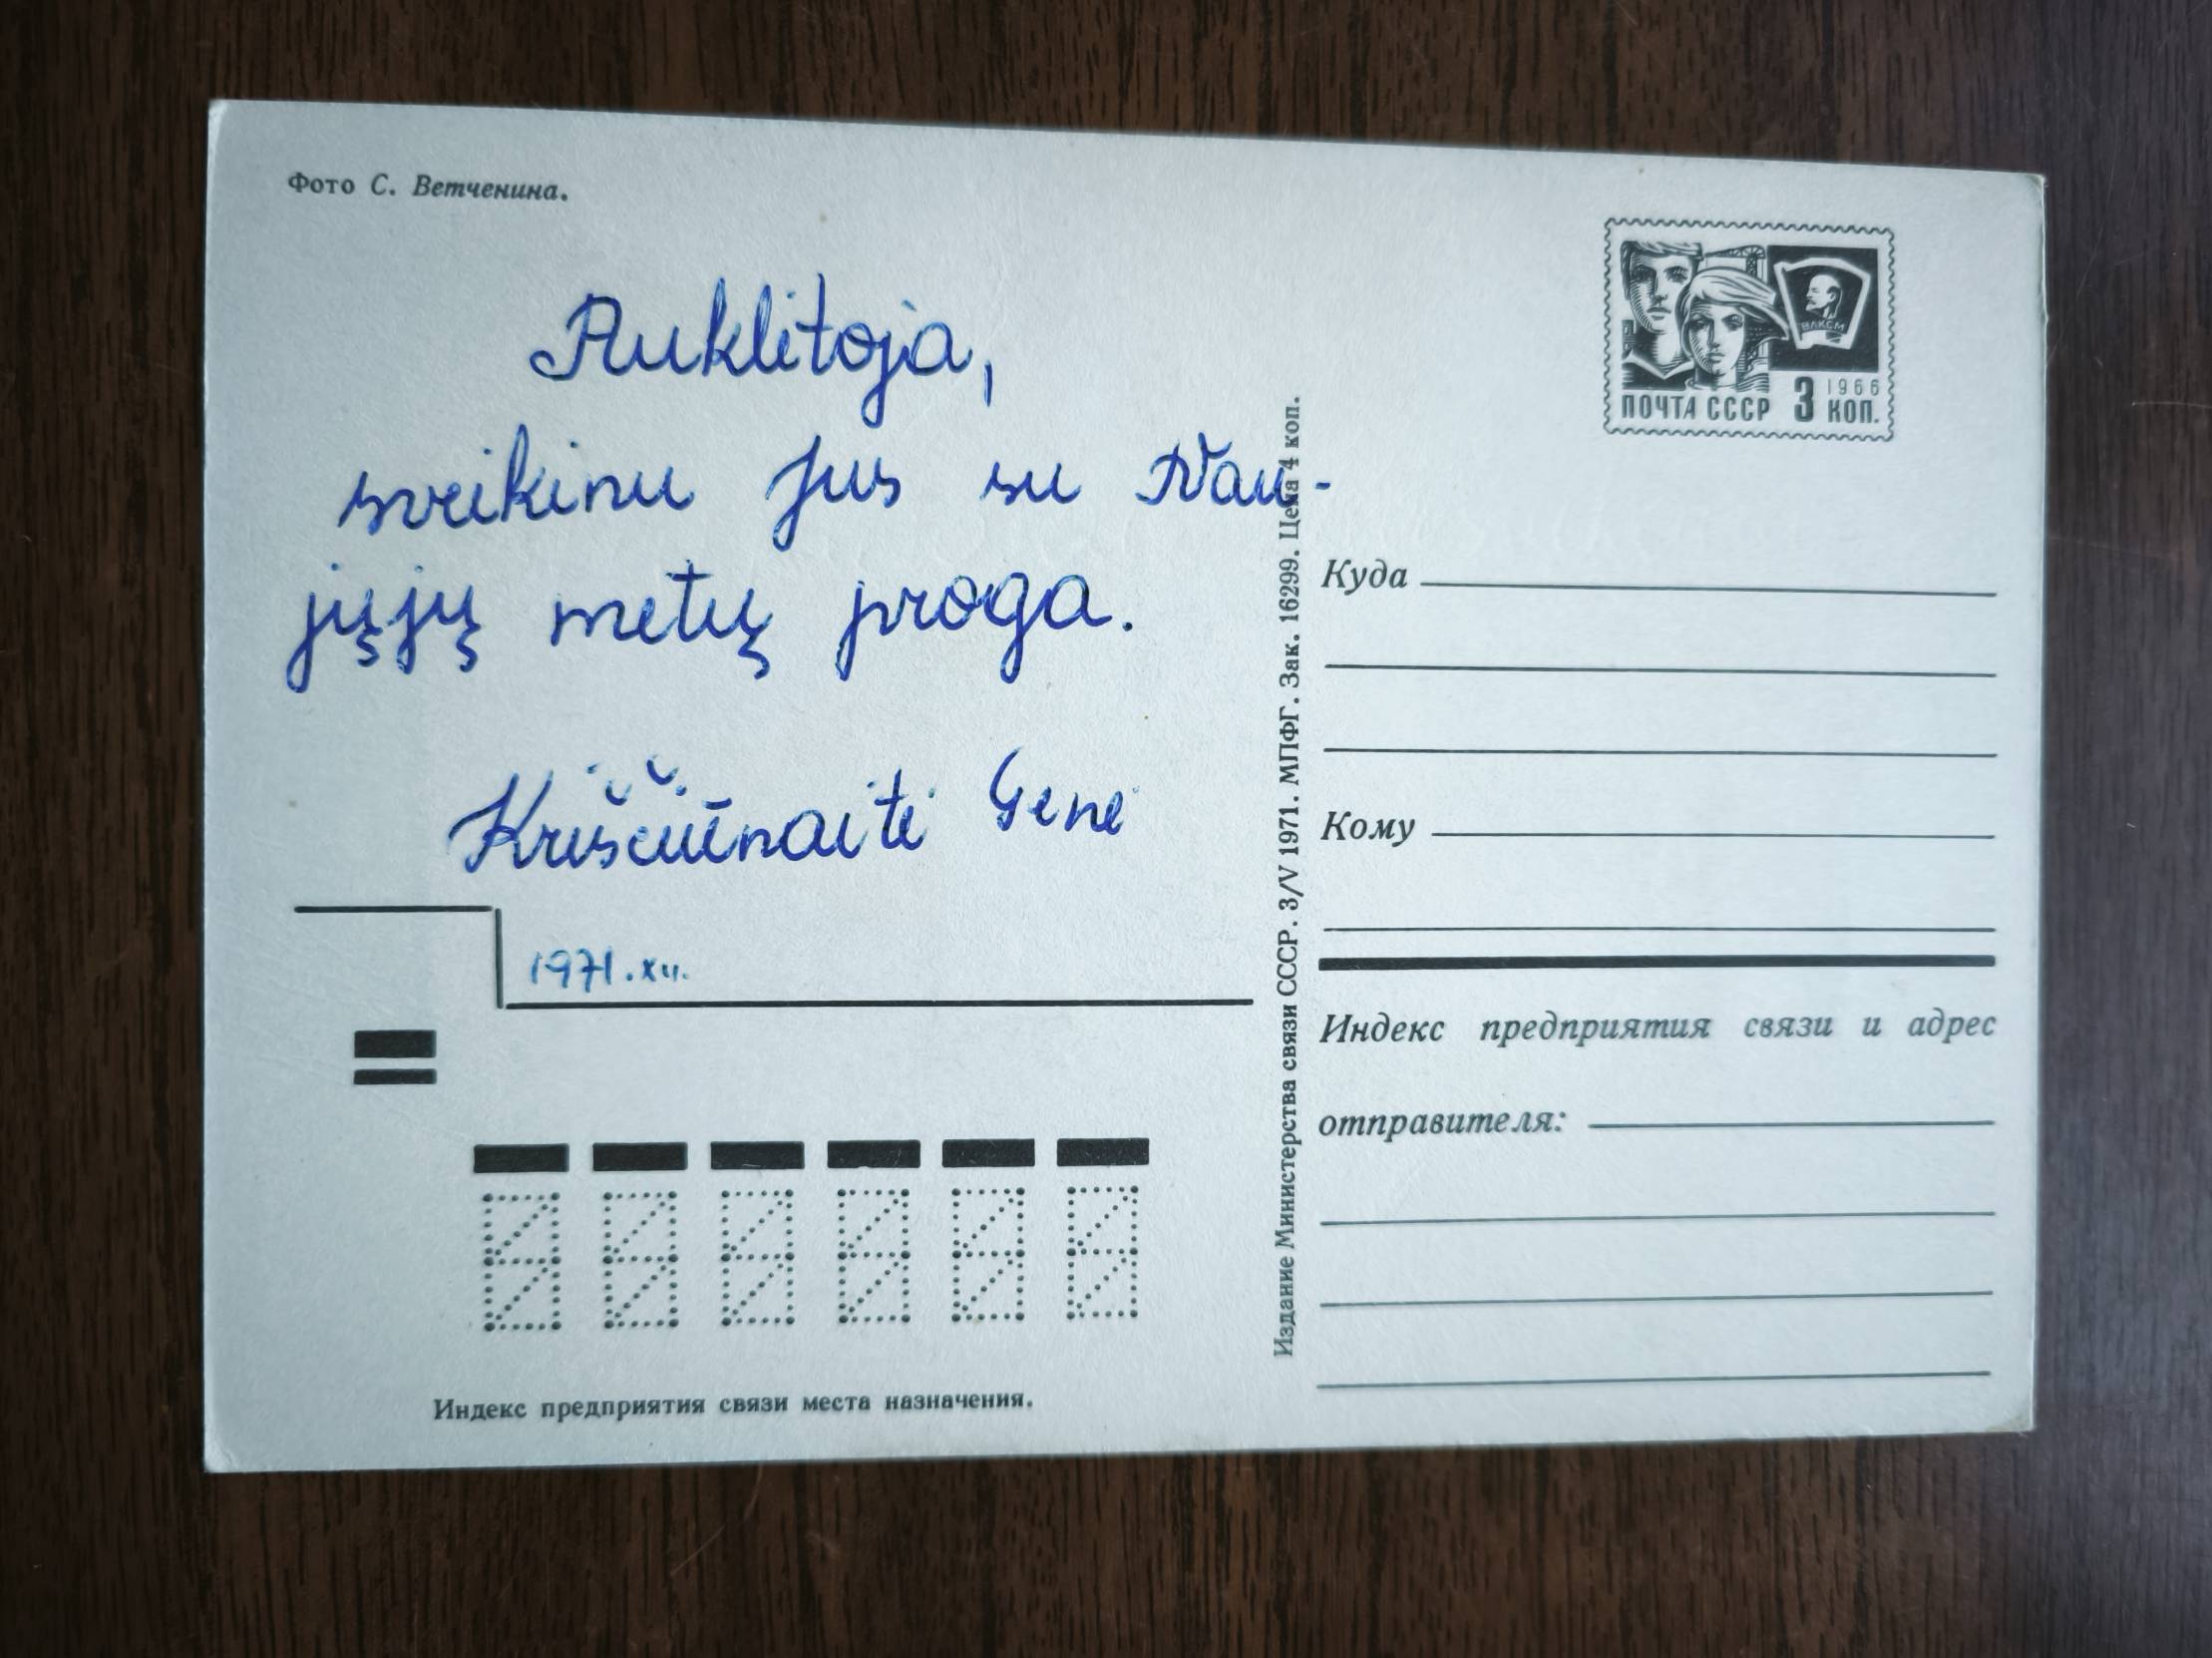 Фото С. Ветченина.
Auklėtoja,
sveikinu Jus su Nau-
jųjų metų proga.
Kriščiūnaitė Genė
1971.XII.
Индекс предприятия связи места назначения.
Издание Министерства связи СССР. 3/V 1971. МПФГ. Зак. 16299. Цена 4 коп.
ВЛКСМ
1966
ПОЧТА СССР 3 КОП.
Куда
Кому
Индекс предприятия связи и адрес
отправителя: